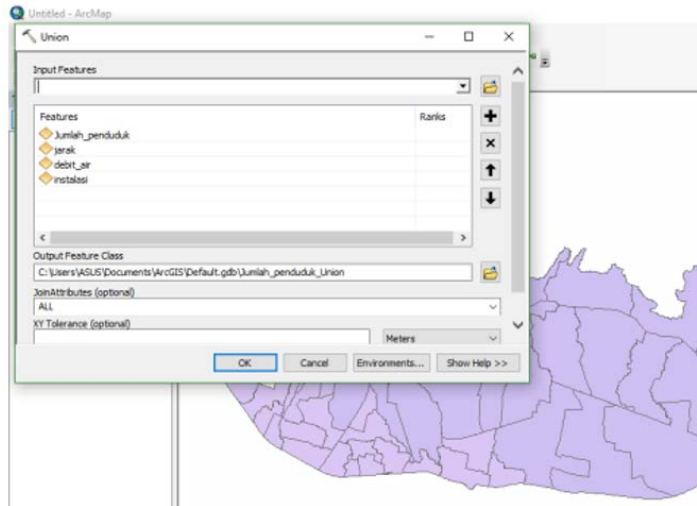 Untitled - ArcMap
Union
Input Features
Features Ranks
Jumlah_penduduk
jarak
debit_air
instalasi
Output Feature Class
C:\Users\ASUS\Documents\ArcGIS\Default.gdb\Jumlah_penduduk_Union
JoinAttributes (optional)
ALL
XY Tolerance (optional)
Meters
OK Cancel Environments... Show Help >>